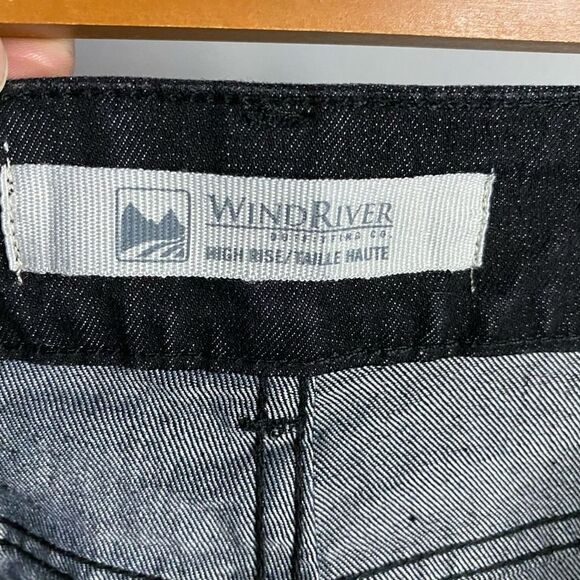 WINDRIVER
OUTFITTING CO.
HIGH RISE/TAILLE HAUTE